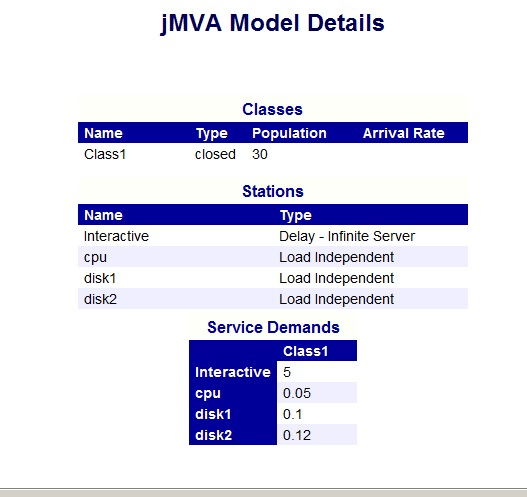 jMVA Model Details
Classes
Name Type Population Arrival Rate
Class1 closed 30
Stations
Name Type
Interactive Delay - Infinite Server
cpu Load Independent
disk1 Load Independent
disk2 Load Independent
Service Demands
Class1
Interactive 5
cpu 0.05
disk1 0.1
disk2 0.12